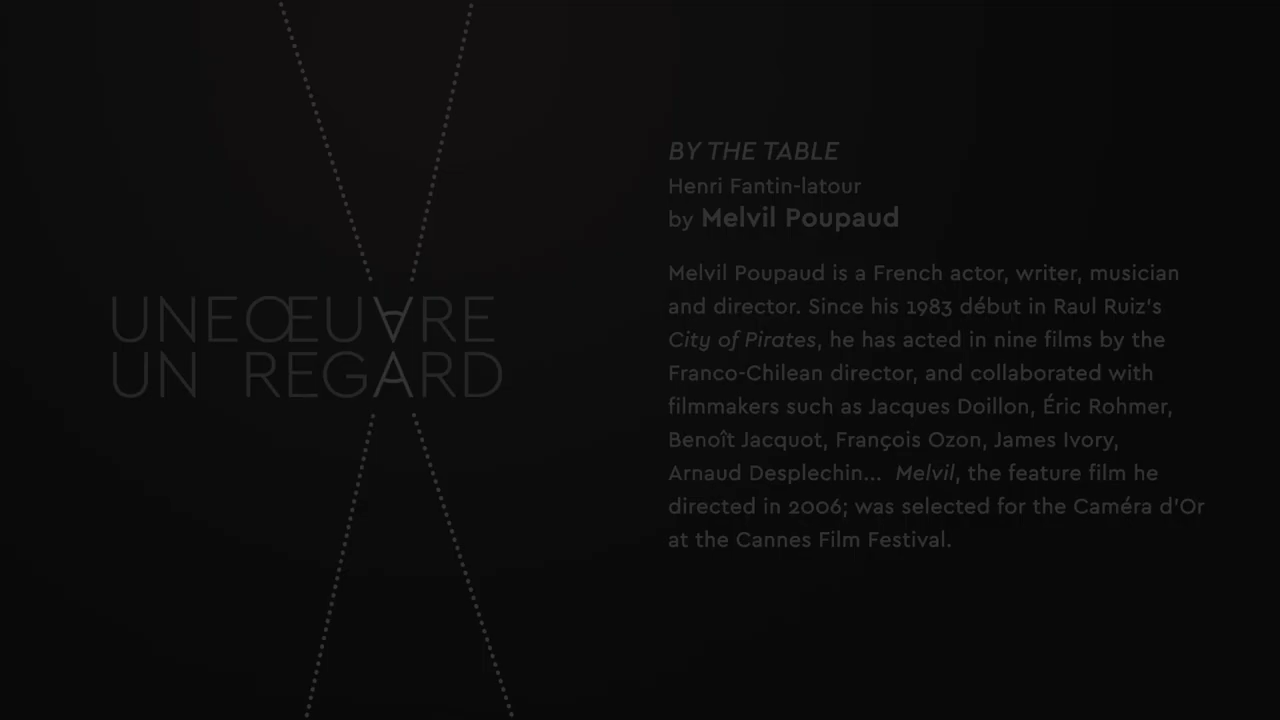 UNE ŒUVRE
UN REGARD
BY THE TABLE
Henri Fantin-latour
by Melvil Poupaud
Melvil Poupaud is a French actor, writer, musician
and director. Since his 1983 début in Raul Ruiz's
City of Pirates, he has acted in nine films by the
Franco-Chilean director, and collaborated with
filmmakers such as Jacques Doillon, Éric Rohmer,
Benoît Jacquot, François Ozon, James Ivory,
Arnaud Desplechin... Melvil, the feature film he
directed in 2006; was selected for the Caméra d'Or
at the Cannes Film Festival.